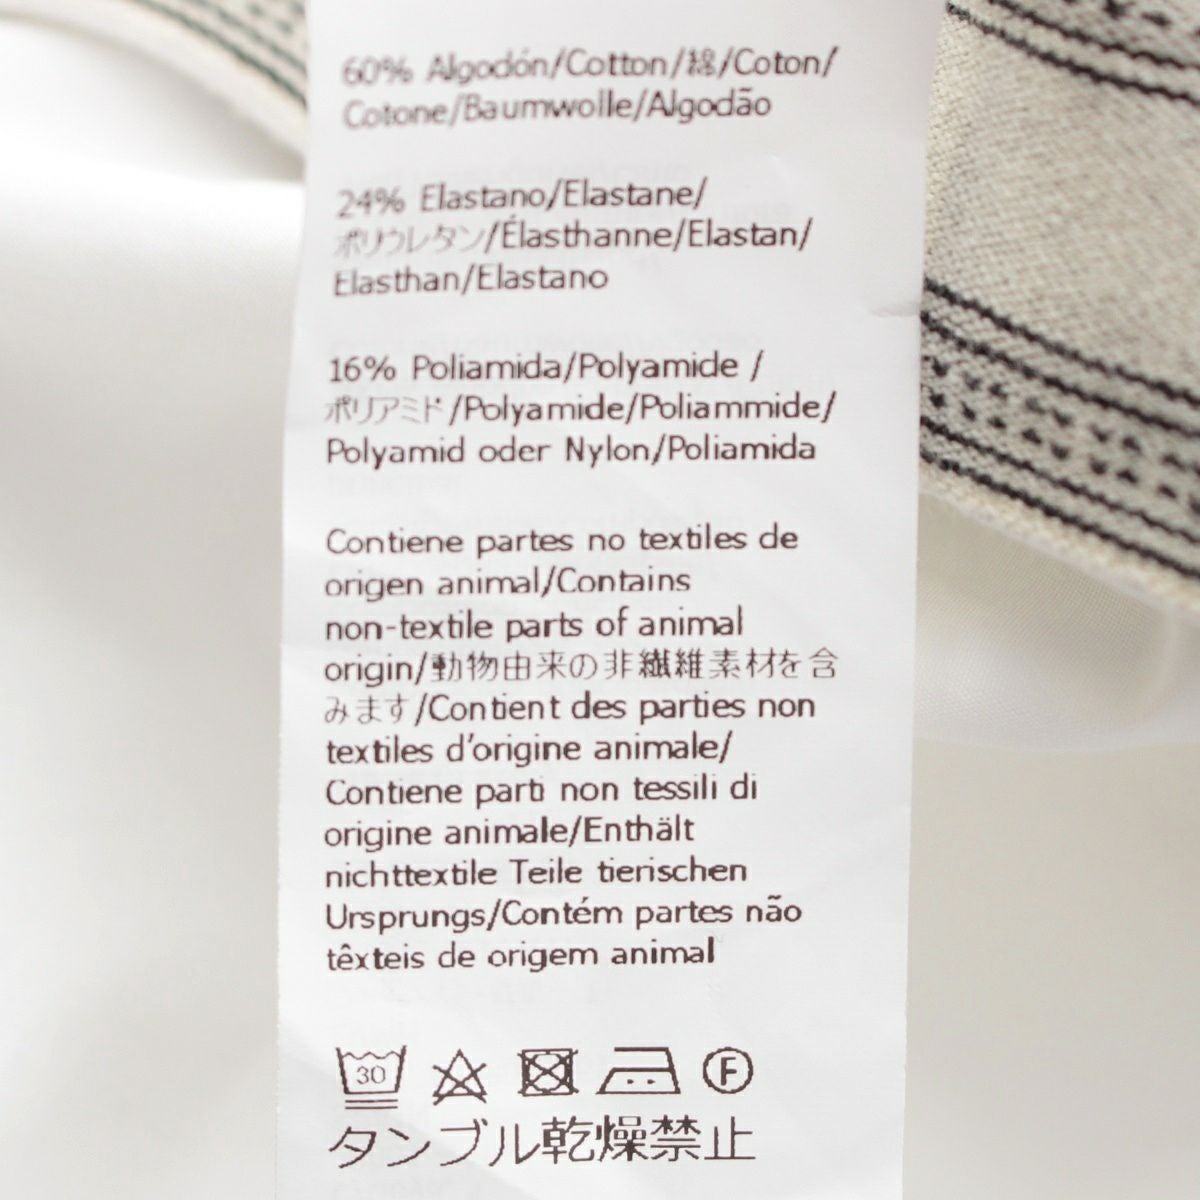 60% Algodón/Cotton/綿/Coton/
Cotone/Baumwolle/Algodão
24% Elastano/Elastane/
ポリウレタン/Élasthanne/Elastan/
Elasthan/Elastano
16% Poliamida/Polyamide /
ポリアミド/Polyamide/Poliammide/
Polyamid oder Nylon/Poliamida
Contiene partes no textiles de
origen animal/Contains
non-textile parts of animal
origin/動物由来の非繊維素材を含
みます/Contient des parties non
textiles d'origine animale/
Contiene parti non tessili di
origine animale/Enthält
nichttextile Teile tierischen
Ursprungs/Contém partes não
têxteis de origem animal
30 F
タンブル乾燥禁止